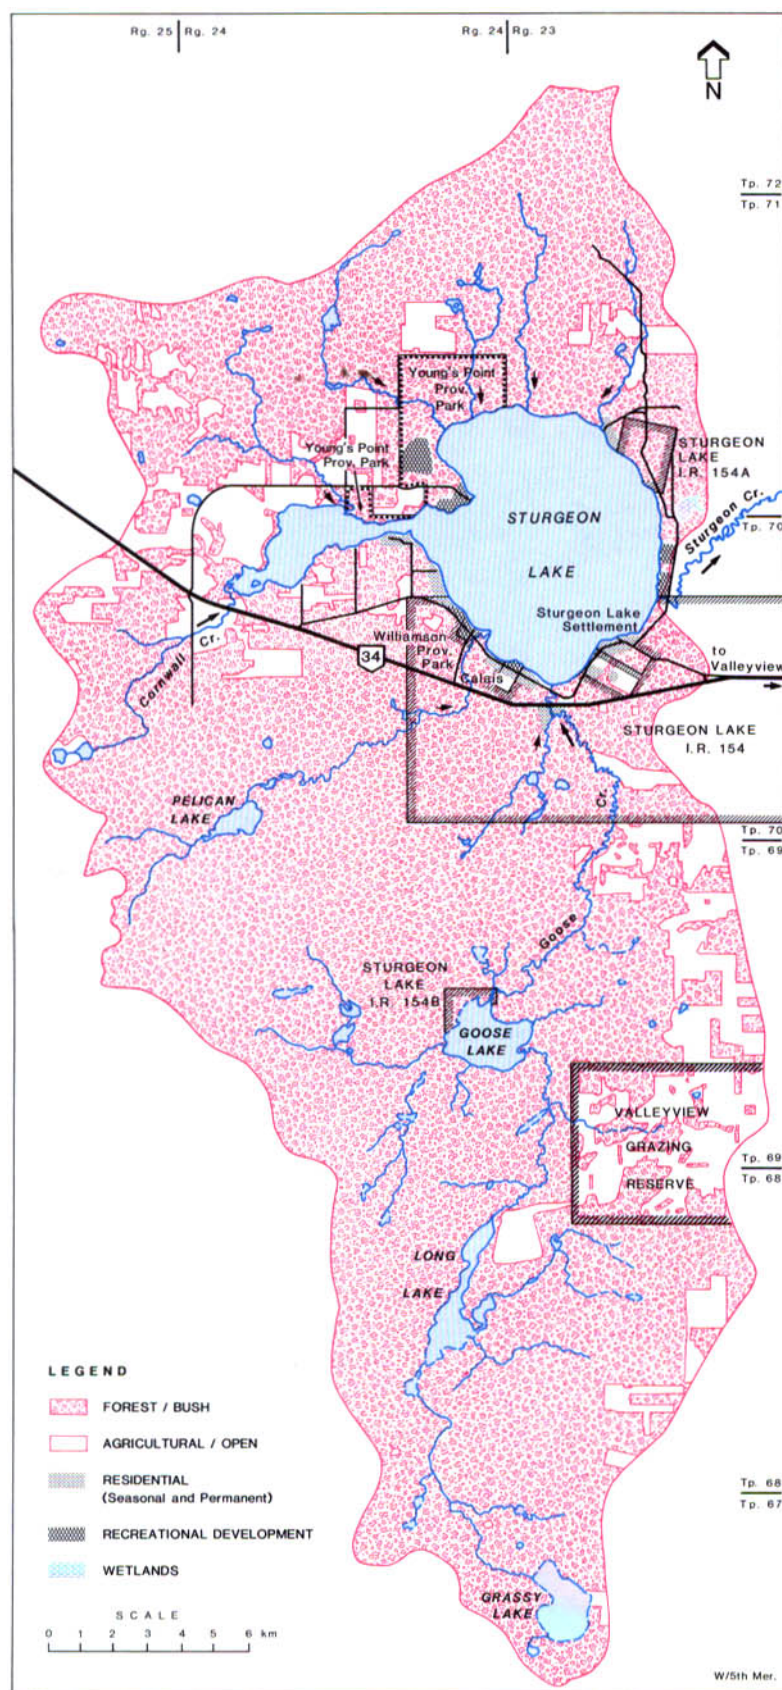 Rg. 25 Rg. 24
Rg. 24 Rg. 23
N
Tp. 72
Tp. 71
Young's Point
Prov.
Park
Young's Point
Prov. Park
STURGEON
LAKE
I.R. 154A
STURGEON
LAKE
Sturgeon Cr.
Tp. 70
Sturgeon Lake
Settlement
Cornwall Cr.
Williamson
Prov.
Park
34
Calais
to
Valleyview
STURGEON LAKE
I.R. 154
PELICAN
LAKE
Goose Cr.
Tp. 70
Tp. 69
STURGEON
LAKE
I.R. 154B
GOOSE
LAKE
VALLEYVIEW
GRAZING
RESERVE
Tp. 69
Tp. 68
LONG
LAKE
LEGEND
FOREST / BUSH
AGRICULTURAL / OPEN
RESIDENTIAL
(Seasonal and Permanent)
RECREATIONAL DEVELOPMENT
WETLANDS
Tp. 68
Tp. 67
GRASSY
LAKE
SCALE
0 1 2 3 4 5 6 km
W/5th Mer.